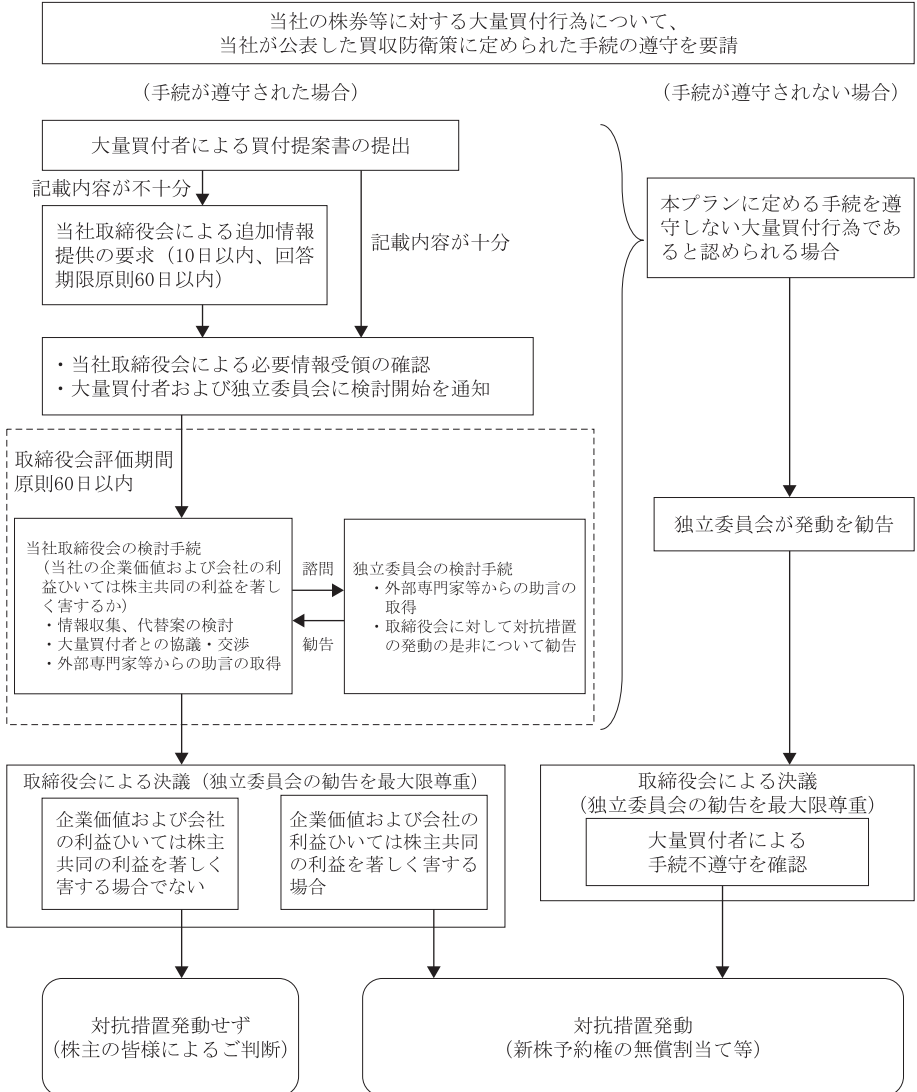 当社の株券等に対する大量買付行為について、
当社が公表した買収防衛策に定められた手続の遵守を要請
（手続が遵守された場合）
（手続が遵守されない場合）
大量買付者による買付提案書の提出
記載内容が不十分
記載内容が十分
当社取締役会による追加情報
提供の要求（10日以内、回答
期限原則60日以内）
・当社取締役会による必要情報受領の確認
・大量買付者および独立委員会に検討開始を通知
取締役会評価期間
原則60日以内
当社取締役会の検討手続
（当社の企業価値および会社の利
益ひいては株主共同の利益を著し
く害するか）
・情報収集、代替案の検討
・大量買付者との協議・交渉
・外部専門家等からの助言の取得
諮問
勧告
独立委員会の検討手続
・外部専門家等からの助言の
取得
・取締役会に対して対抗措置
の発動の是非について勧告
本プランに定める手続を遵
守しない大量買付行為であ
ると認められる場合
独立委員会が発動を勧告
取締役会による決議（独立委員会の勧告を最大限尊重）
企業価値および会社
の利益ひいては株主
共同の利益を著しく
害する場合でない
企業価値および会社の
利益ひいては株主共同
の利益を著しく害する
場合
取締役会による決議
（独立委員会の勧告を最大限尊重）
大量買付者による
手続不遵守を確認
対抗措置発動せず
（株主の皆様によるご判断）
対抗措置発動
（新株予約権の無償割当て等）